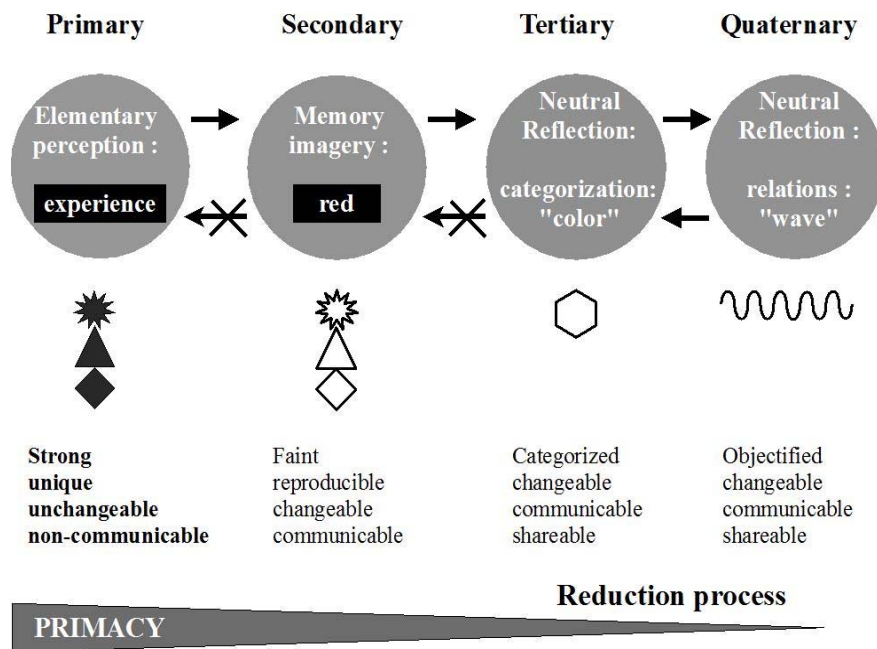 Primary
Secondary
Tertiary
Quaternary
Elementary
perception :
experience
Memory
imagery :
red
Neutral
Reflection:
categorization:
"color"
Neutral
Reflection :
relations :
"wave"
Strong
unique
unchangeable
non-communicable
Faint
reproducible
changeable
communicable
Categorized
changeable
communicable
shareable
Objectified
changeable
communicable
shareable
Reduction process
PRIMACY